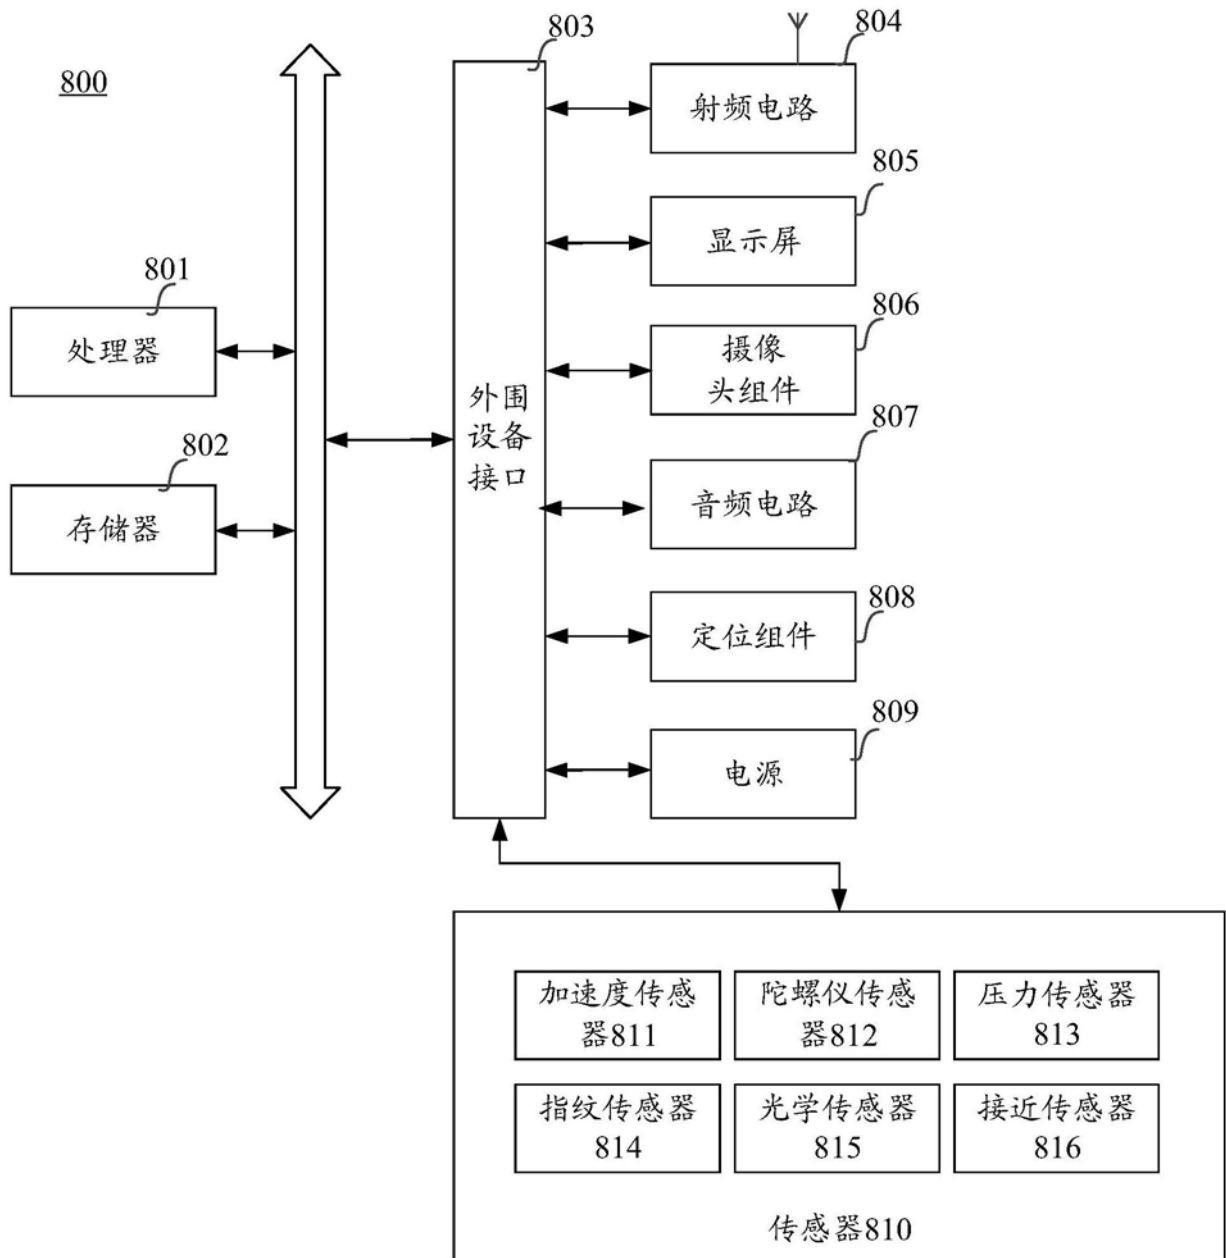 800
803
804
射频电路
805
显示屏
801
处理器
806
摄像
头组件
外围
设备
接口
802
存储器
807
音频电路
808
定位组件
809
电源
加速度传感
器811
陀螺仪传感
器812
压力传感器
813
指纹传感器
814
光学传感器
815
接近传感器
816
传感器810